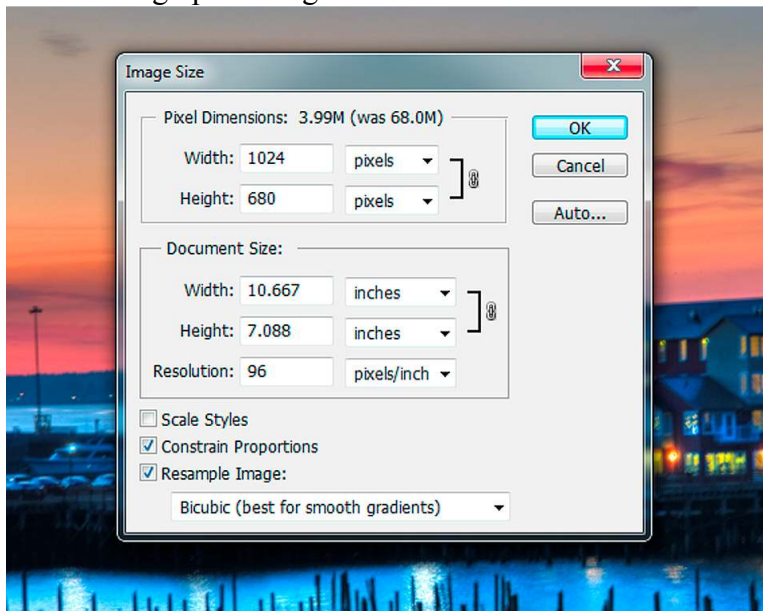 Image Size
Pixel Dimensions: 3.99M (was 68.0M)
Width: 1024 pixels
Height: 680 pixels
Document Size:
Width: 10.667 inches
Height: 7.088 inches
Resolution: 96 pixels/inch
Scale Styles
Constrain Proportions
Resample Image:
Bicubic (best for smooth gradients)
OK
Cancel
Auto...